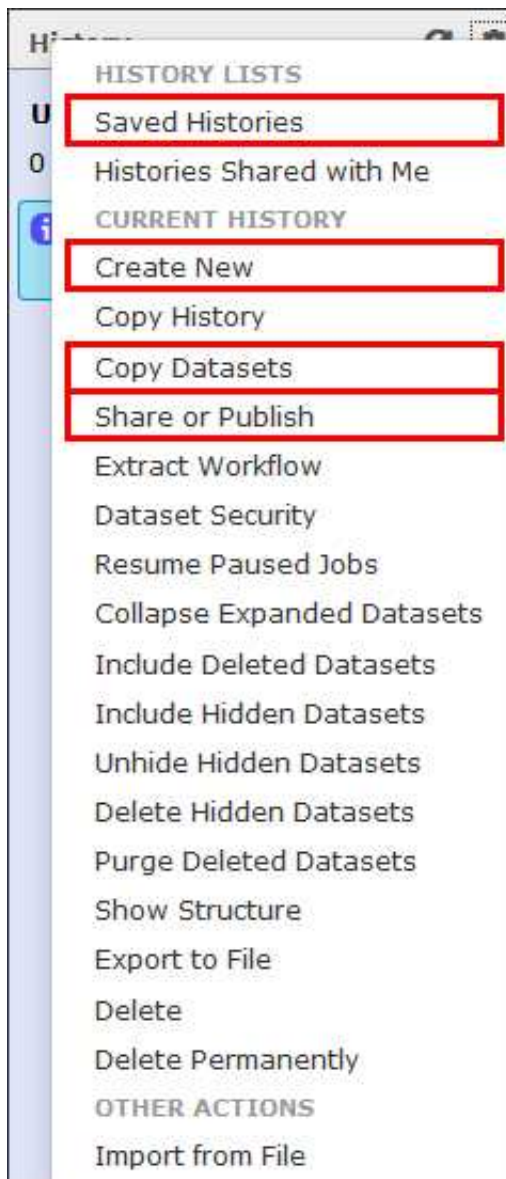 HISTORY LISTS
U
Saved Histories
0
Histories Shared with Me
CURRENT HISTORY
Create New
Copy History
Copy Datasets
Share or Publish
Extract Workflow
Dataset Security
Resume Paused Jobs
Collapse Expanded Datasets
Include Deleted Datasets
Include Hidden Datasets
Unhide Hidden Datasets
Delete Hidden Datasets
Purge Deleted Datasets
Show Structure
Export to File
Delete
Delete Permanently
OTHER ACTIONS
Import from File